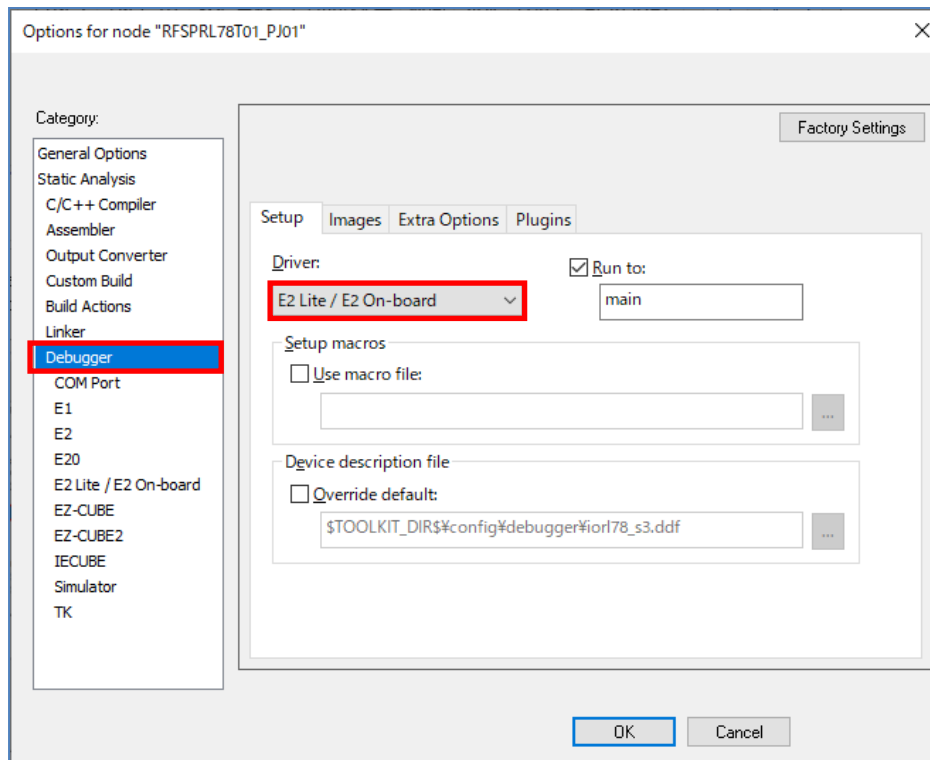 Options for node "RFSPRL78T01_PJ01"
Category:
Factory Settings
General Options
Static Analysis
C/C++ Compiler
Assembler
Output Converter
Custom Build
Build Actions
Linker
Debugger
COM Port
E1
E2
E20
E2 Lite / E2 On-board
EZ-CUBE
EZ-CUBE2
IECUBE
Simulator
TK
Setup Images Extra Options Plugins
Driver:
Run to:
E2 Lite / E2 On-board
main
Setup macros
Use macro file:
...
Device description file
Override default:
$TOOLKIT_DIR$¥config¥debugger¥iorl78_s3.ddf
...
OK Cancel